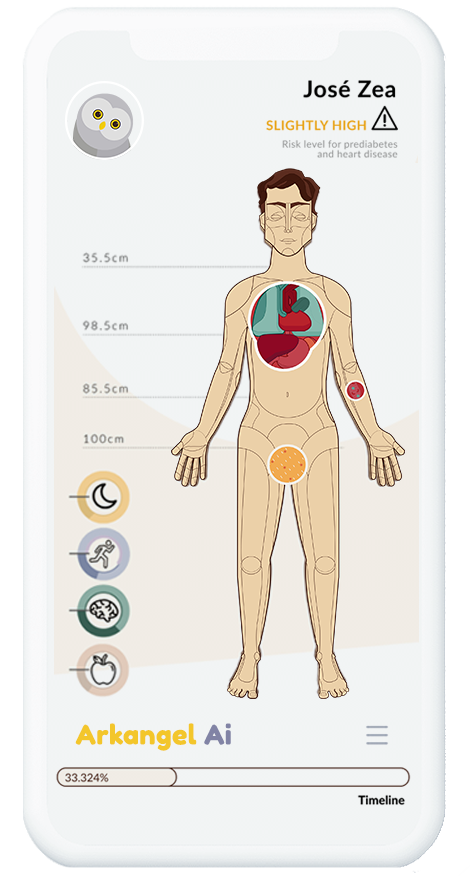 José Zea
SLIGHTLY HIGH
Risk level for prediabetes
and heart disease
35.5cm
98.5cm
85.5cm
100cm
Arkangel Ai
33.324%
Timeline